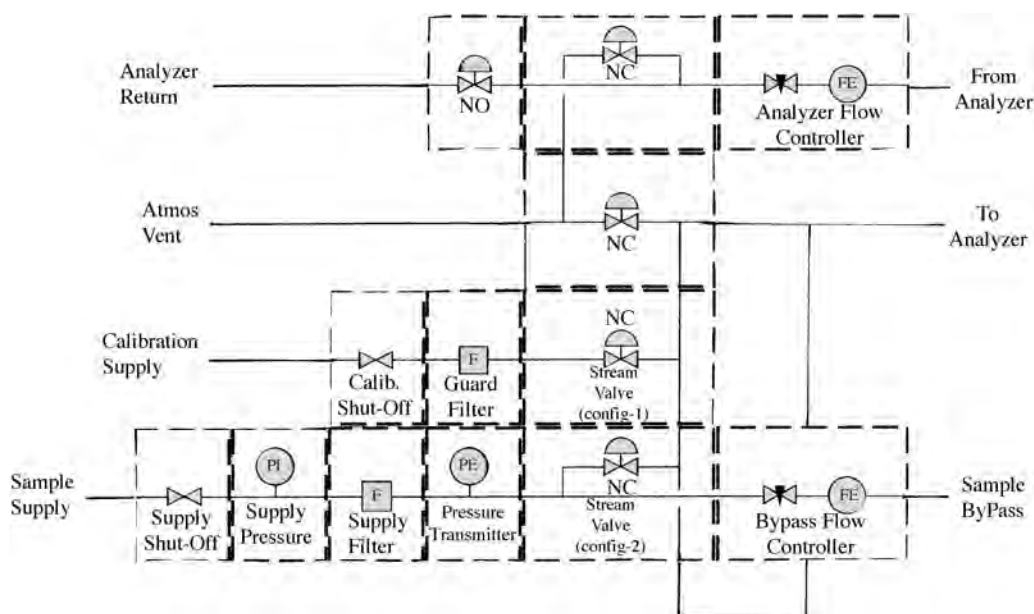 Analyzer
Return
NO
NC
FE
Analyzer Flow
Controller
From
Analyzer
Atmos
Vent
NC
To
Analyzer
Calibration
Supply
Calib.
Shut-Off
F
Guard
Filter
NC
Stream
Valve
(config-1)
Sample
Supply
Supply
Shut-Off
PI
Supply
Pressure
F
Supply
Filter
PE
Pressure
Transmitter
NC
Stream
Valve
(config-2)
FE
Bypass Flow
Controller
Sample
ByPass